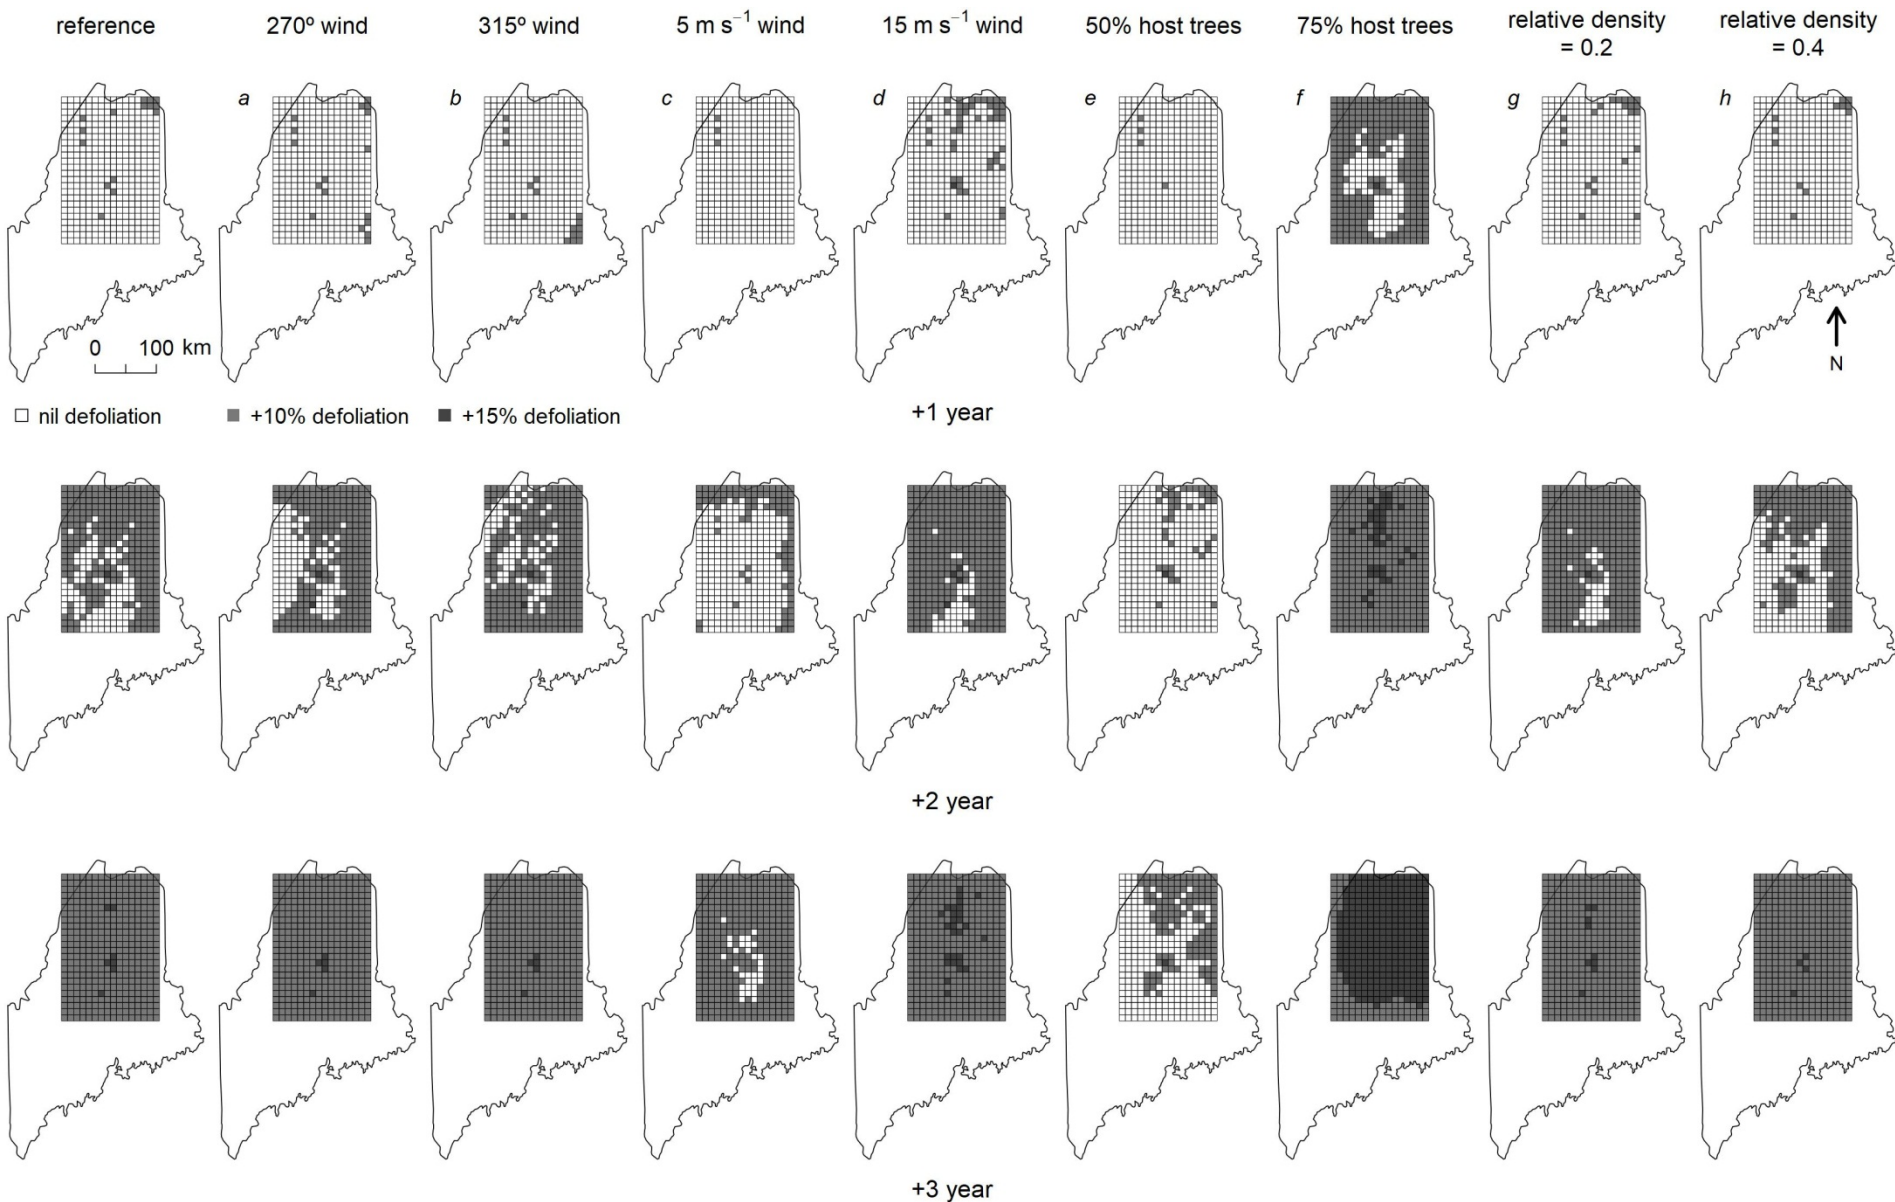 reference
270º wind
315º wind
5 m s⁻¹ wind
15 m s⁻¹ wind
50% host trees
75% host trees
relative density
= 0.2
relative density
= 0.4
a
b
c
d
e
f
g
h
0 100 km
N
nil defoliation
+10% defoliation
+15% defoliation
+1 year
+2 year
+3 year